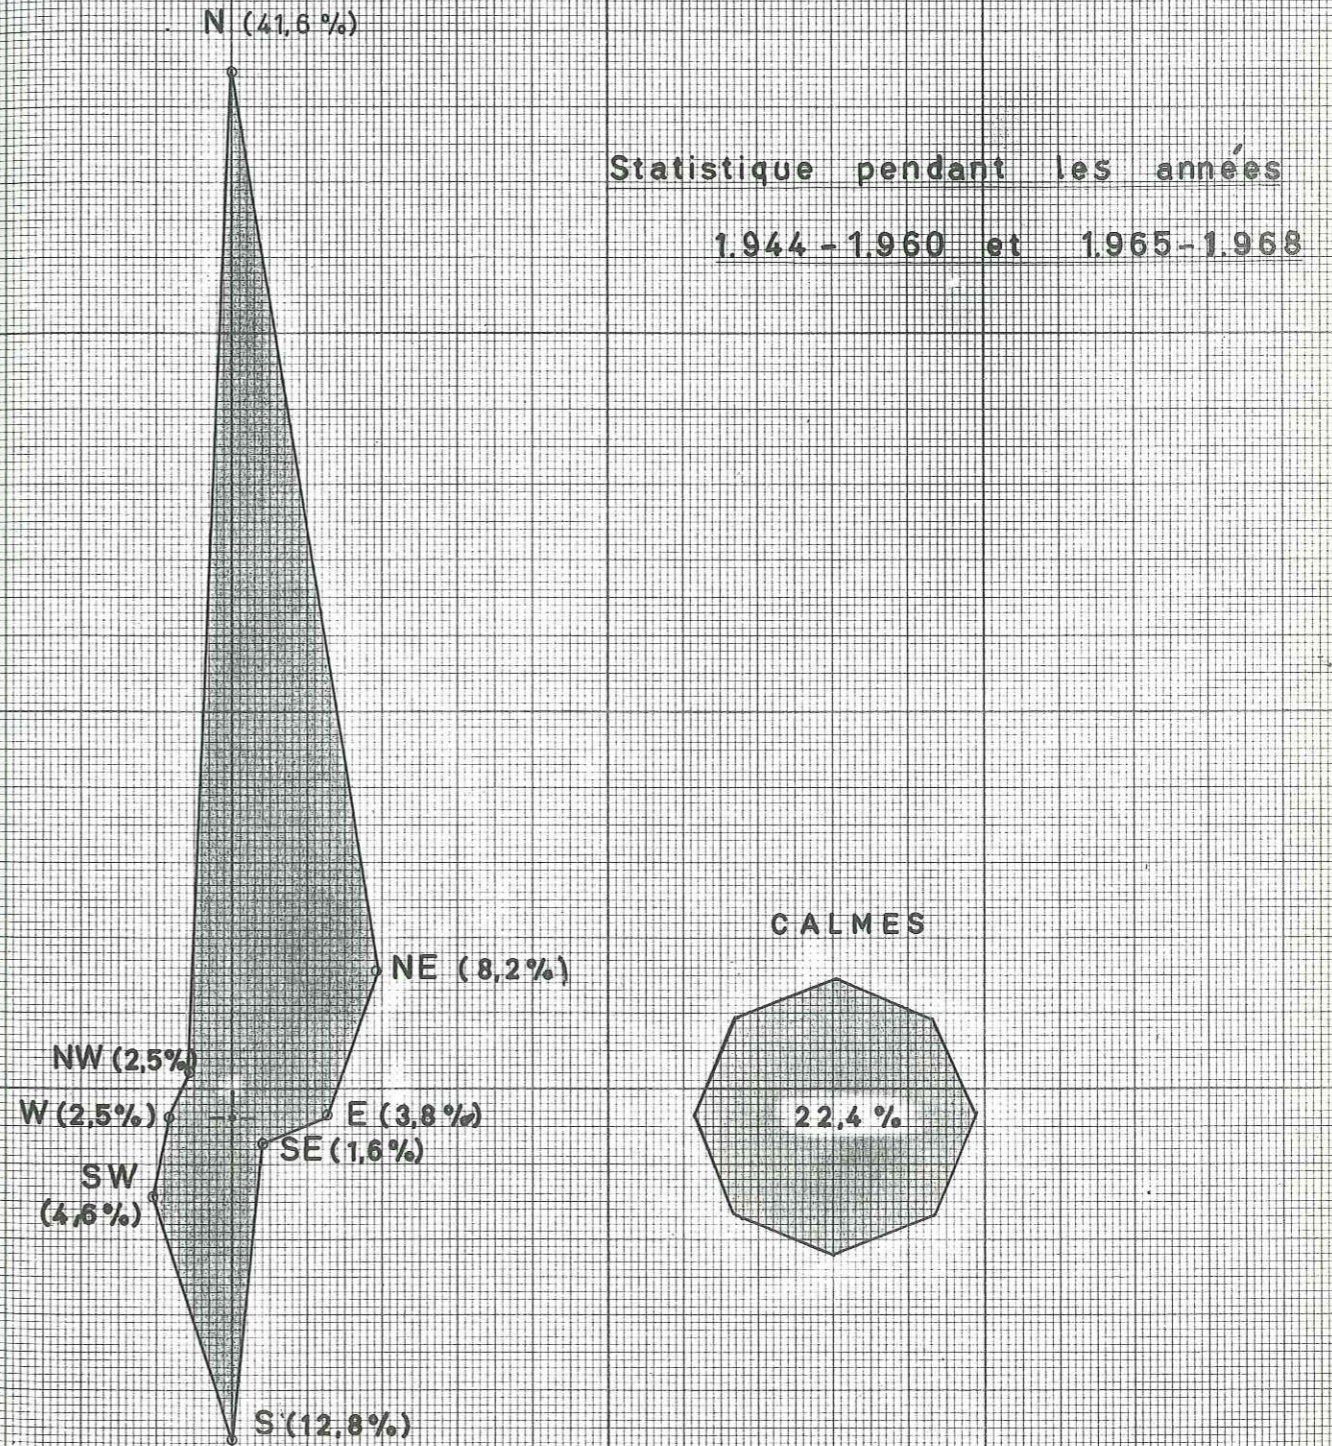 N (41,6 %)
Statistique pendant les années
1.944 - 1.960 et 1.965 - 1.968
CALMES
NE (8,2%)
NW (2,5%)
W (2,5%)
E (3,8%)
22,4 %
SE (1,6%)
SW
(4,6%)
S (12,8%)